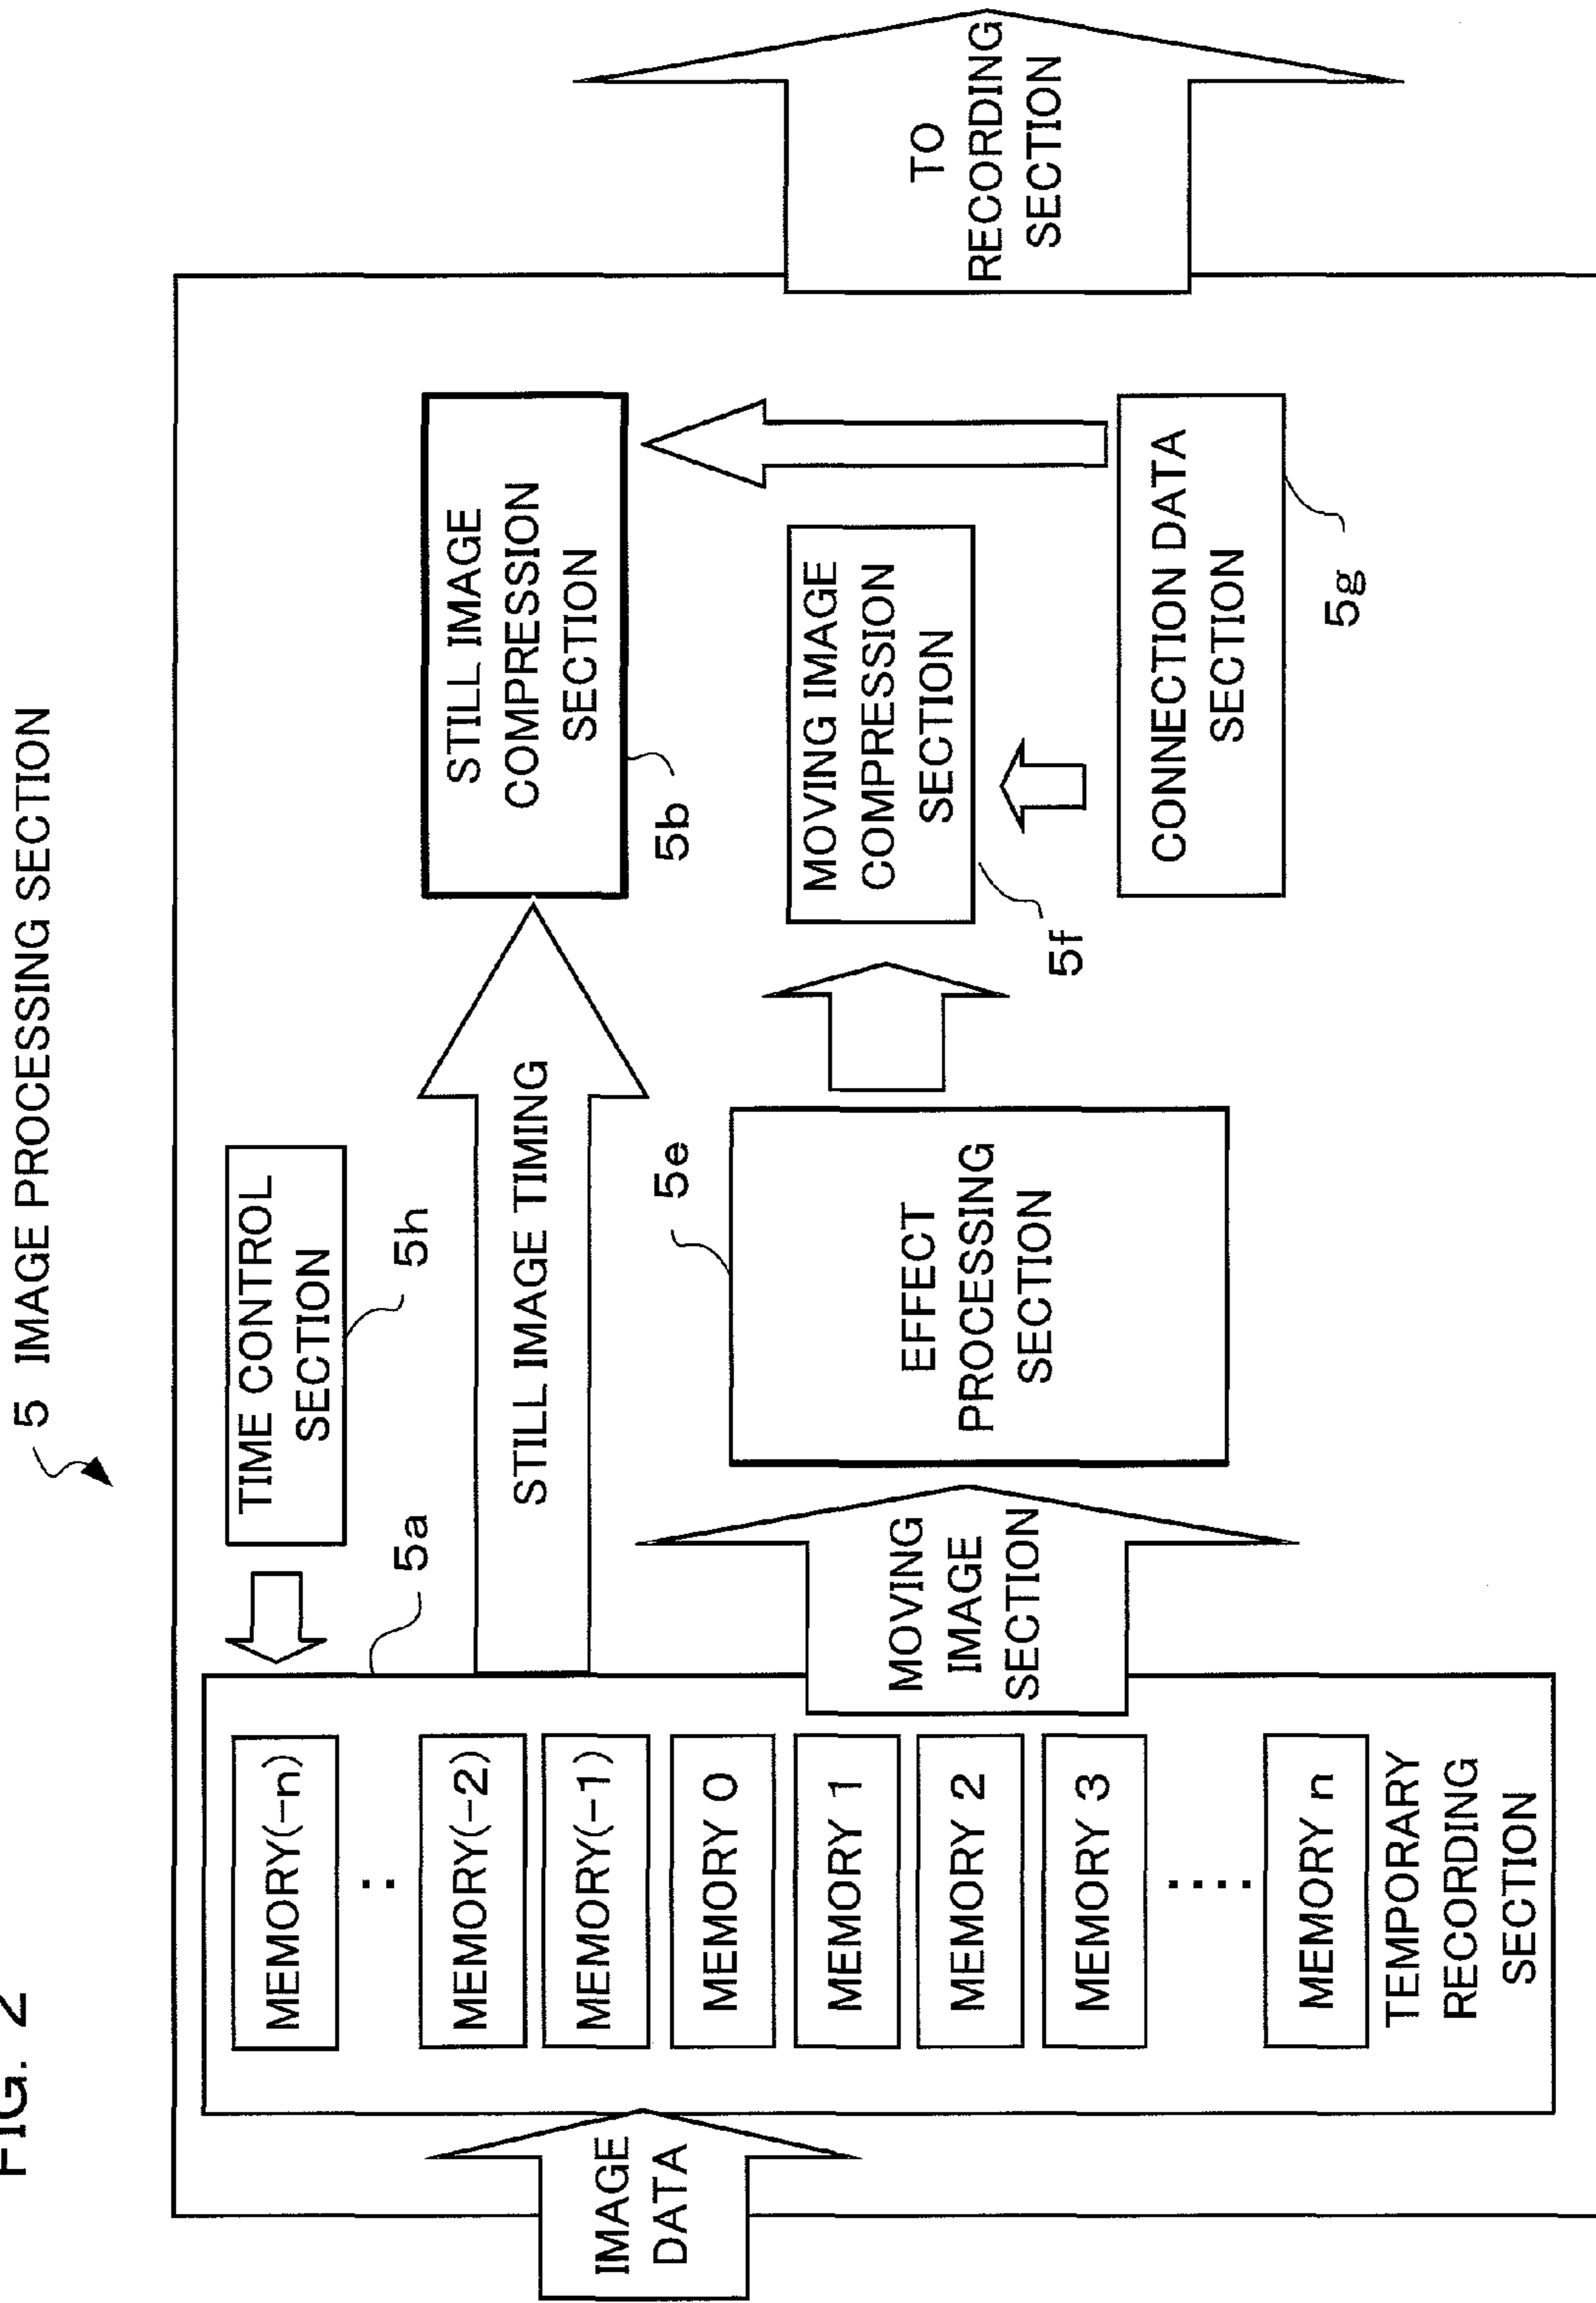 FIG. 2
5 IMAGE PROCESSING SECTION
TIME CONTROL
SECTION
5h
5a
IMAGE
DATA
MEMORY(-n)
··
MEMORY(-2)
MEMORY(-1)
MEMORY 0
MEMORY 1
MEMORY 2
MEMORY 3
····
MEMORY n
TEMPORARY
RECORDING
SECTION
STILL IMAGE TIMING
STILL IMAGE
COMPRESSION
SECTION
5b
MOVING
IMAGE
SECTION
5e
EFFECT
PROCESSING
SECTION
MOVING IMAGE
COMPRESSION
SECTION
5f
CONNECTION DATA
SECTION
5g
TO
RECORDING
SECTION